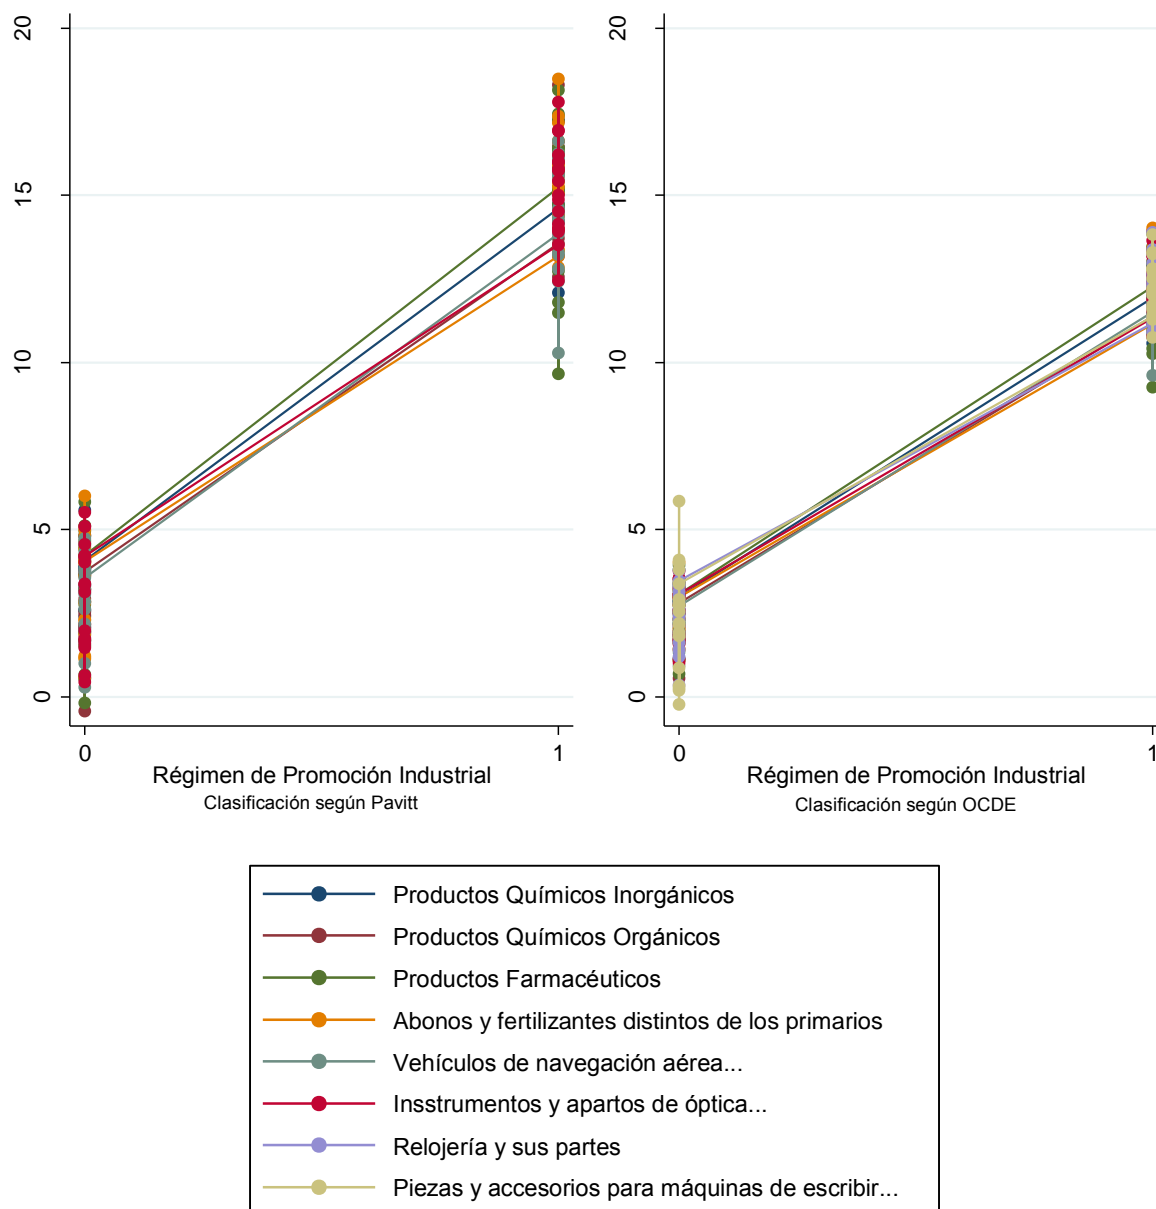 20
15
10
5
0
0
1
Régimen de Promoción Industrial
Clasificación según Pavitt
20
15
10
5
0
0
1
Régimen de Promoción Industrial
Clasificación según OCDE
Productos Químicos Inorgánicos
Productos Químicos Orgánicos
Productos Farmacéuticos
Abonos y fertilizantes distintos de los primarios
Vehículos de navegación aérea...
Insstrumentos y apartos de óptica...
Relojería y sus partes
Piezas y accesorios para máquinas de escribir...